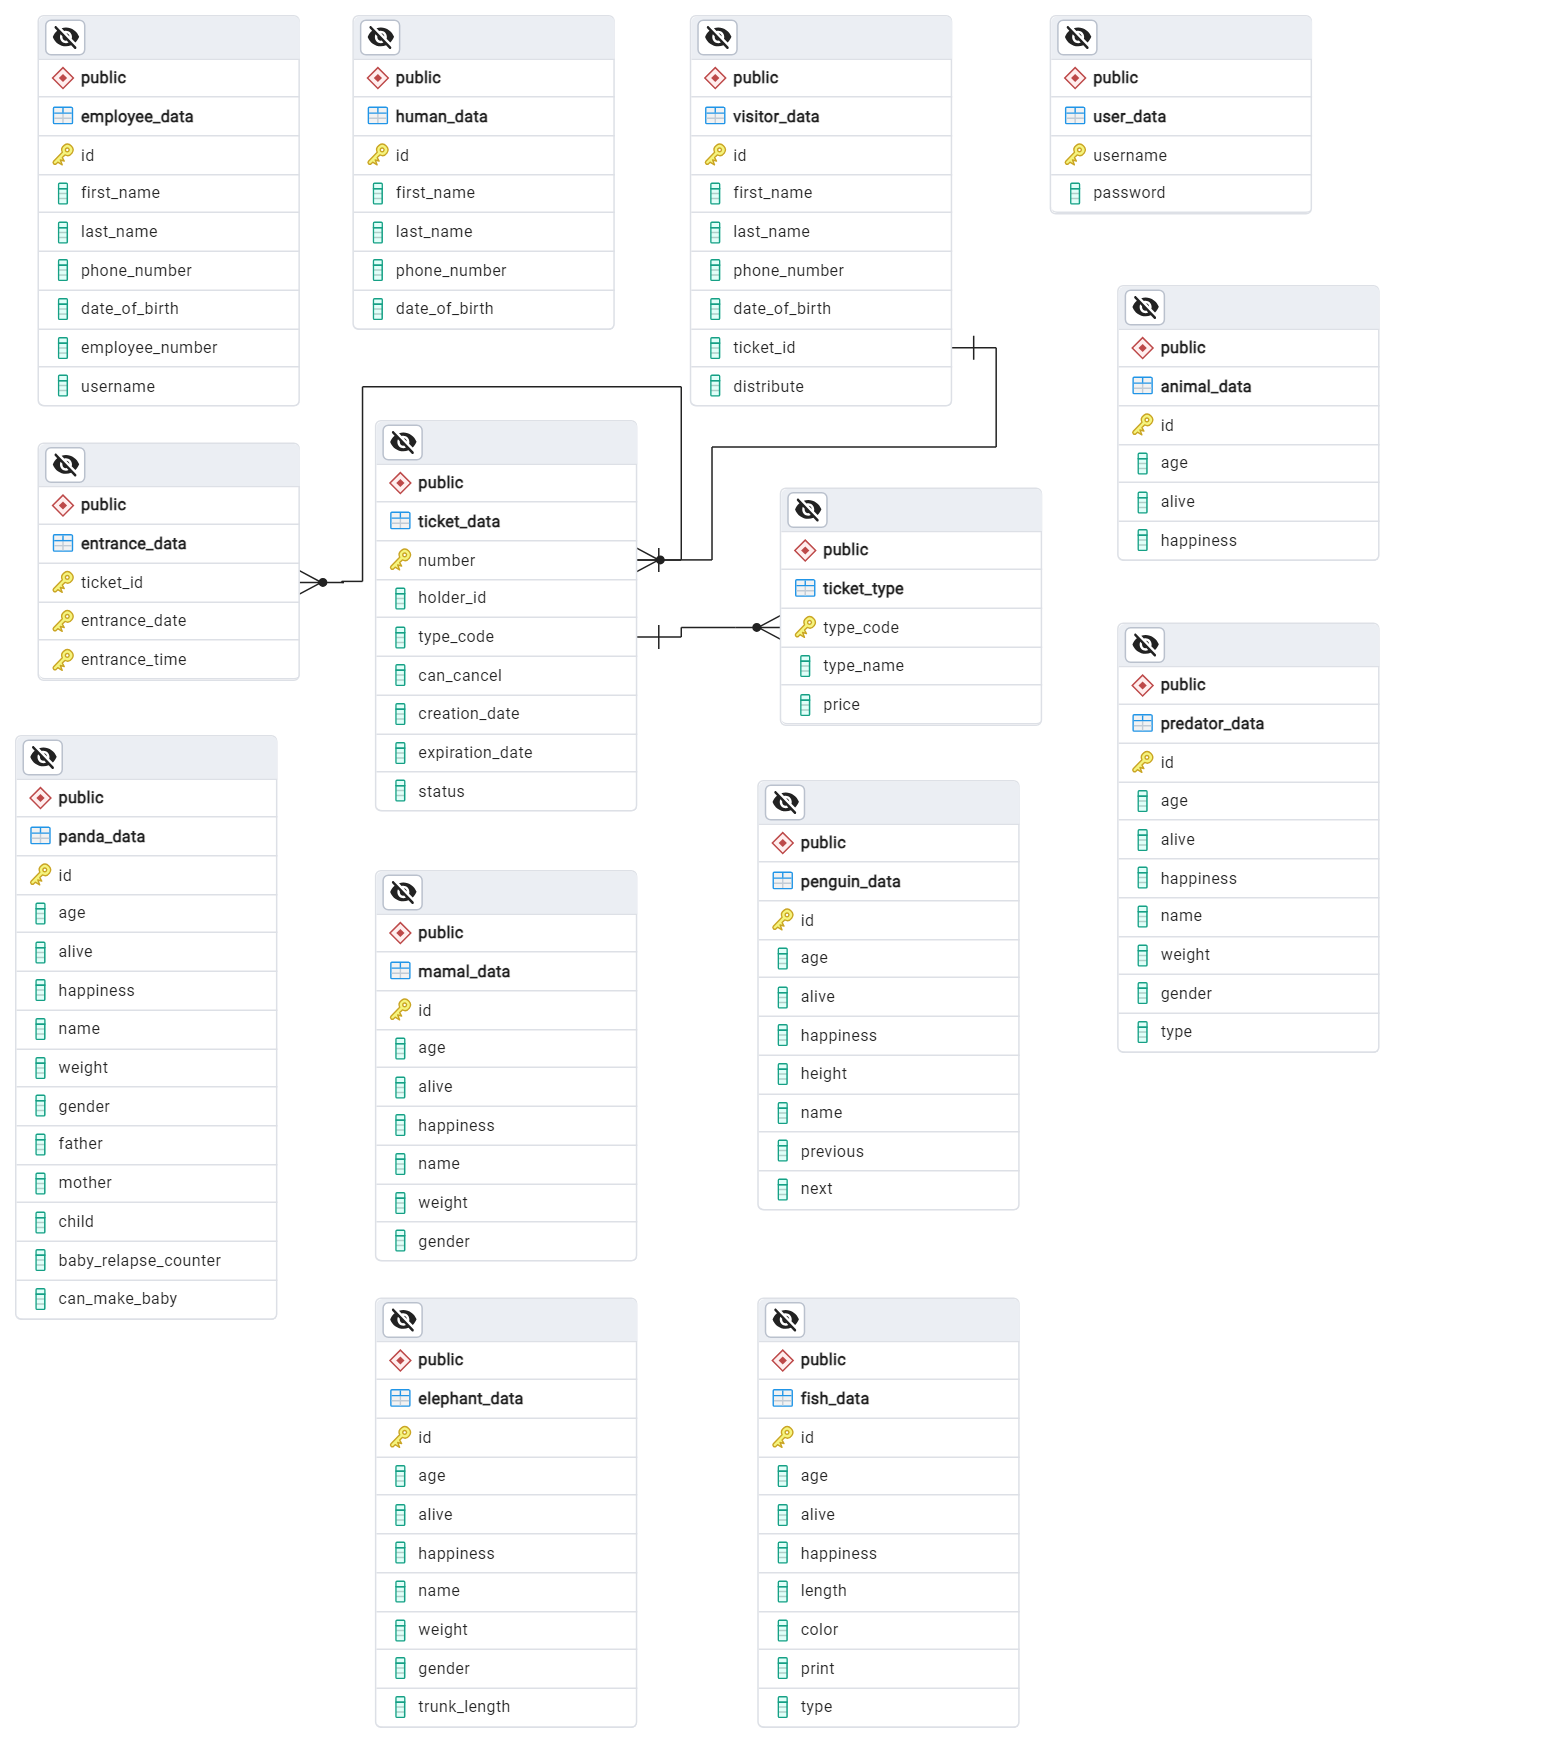 public
employee_data
id
first_name
last_name
phone_number
date_of_birth
employee_number
username
public
human_data
id
first_name
last_name
phone_number
date_of_birth
public
visitor_data
id
first_name
last_name
phone_number
date_of_birth
ticket_id
distribute
public
user_data
username
password
public
animal_data
id
age
alive
happiness
public
entrance_data
ticket_id
entrance_date
entrance_time
public
ticket_data
number
holder_id
type_code
can_cancel
creation_date
expiration_date
status
public
ticket_type
type_code
type_name
price
public
predator_data
id
age
alive
happiness
name
weight
gender
type
public
panda_data
id
age
alive
happiness
name
weight
gender
father
mother
child
baby_relapse_counter
can_make_baby
public
mamal_data
id
age
alive
happiness
name
weight
gender
public
penguin_data
id
age
alive
happiness
height
name
previous
next
public
elephant_data
id
age
alive
happiness
name
weight
gender
trunk_length
public
fish_data
id
age
alive
happiness
length
color
print
type